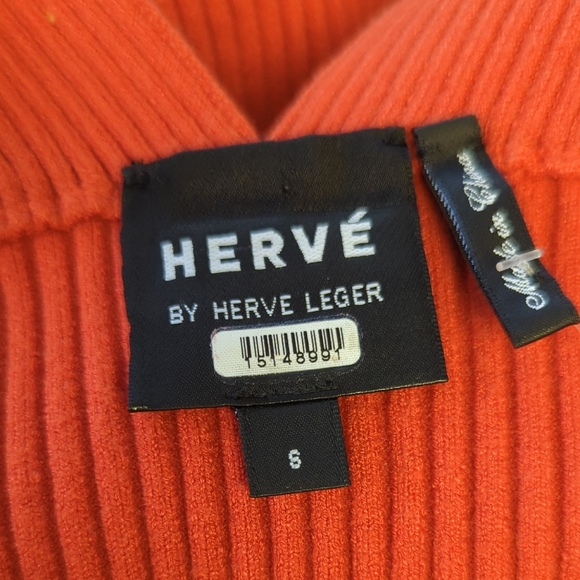 HERVÉ
BY HERVE LEGER
15148991
S
Made in China